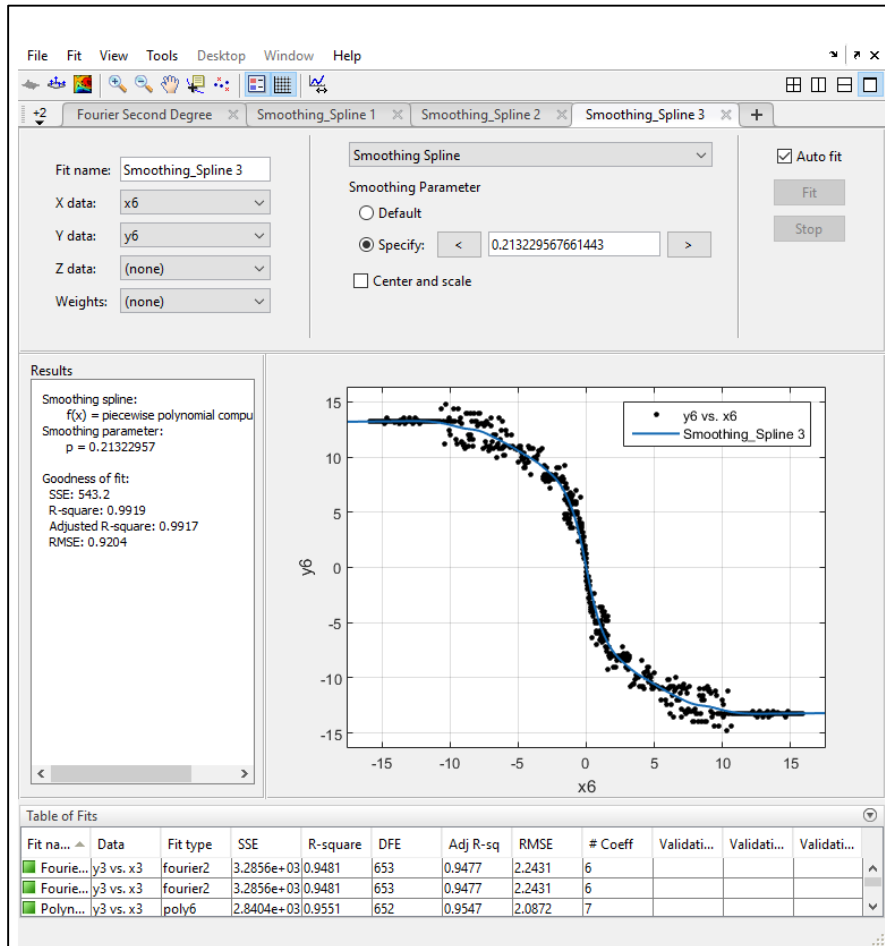 File Fit View Tools Desktop Window Help
+2 Fourier Second Degree Smoothing_Spline 1 Smoothing_Spline 2 Smoothing_Spline 3 +
Fit name: Smoothing_Spline 3
X data: x6
Y data: y6
Z data: (none)
Weights: (none)
Smoothing Spline
Smoothing Parameter
Default
Specify: < 0.213229567661443 >
Center and scale
Auto fit
Fit
Stop
Results
Smoothing spline:
f(x) = piecewise polynomial compu
Smoothing parameter:
p = 0.21322957
Goodness of fit:
SSE: 543.2
R-square: 0.9919
Adjusted R-square: 0.9917
RMSE: 0.9204
y6 vs. x6
Smoothing_Spline 3
15
10
5
0
-5
-10
-15
y6
-15 -10 -5 0 5 10 15
x6
Table of Fits
Fit na... Data Fit type SSE R-square DFE Adj R-sq RMSE # Coeff Validati... Validati... Validati...
Fourie... y3 vs. x3 fourier2 3.2856e+03 0.9481 653 0.9477 2.2431 6
Fourie... y3 vs. x3 fourier2 3.2856e+03 0.9481 653 0.9477 2.2431 6
Polyn... y3 vs. x3 poly6 2.8404e+03 0.9551 652 0.9547 2.0872 7